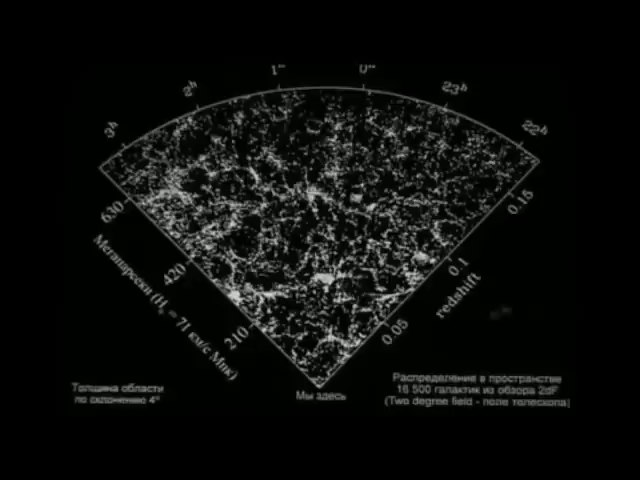 3h
2h
1h
0h
23h
22h
630
420
210
Мегапарсеки (H₀ = 71 км/с Мпк)
0.15
0.1
0.05
redshift
Мы здесь
Толщина области
по склонению 4°
Распределение в пространстве
16 500 галактик из обзора 2dF
(Two degree field - поле телескопа)